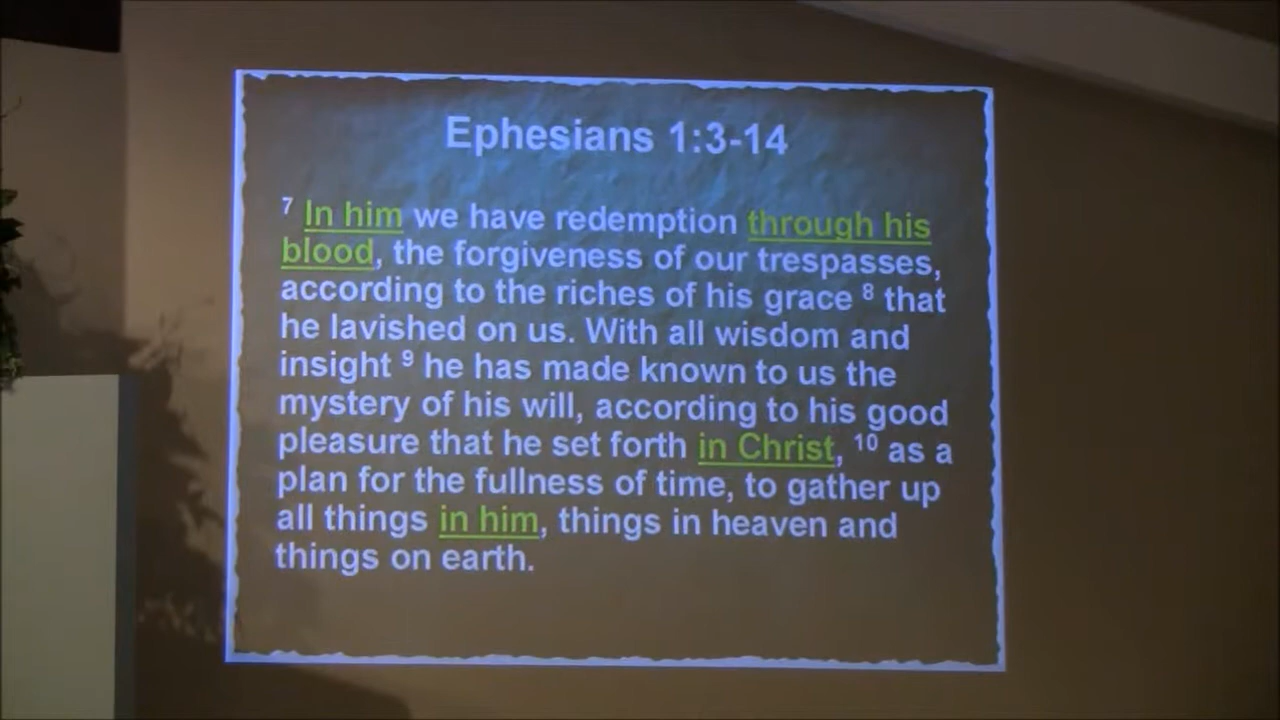 Ephesians 1:3-14
7 In him we have redemption through his
blood, the forgiveness of our trespasses,
according to the riches of his grace 8 that
he lavished on us. With all wisdom and
insight 9 he has made known to us the
mystery of his will, according to his good
pleasure that he set forth in Christ, 10 as a
plan for the fullness of time, to gather up
all things in him, things in heaven and
things on earth.